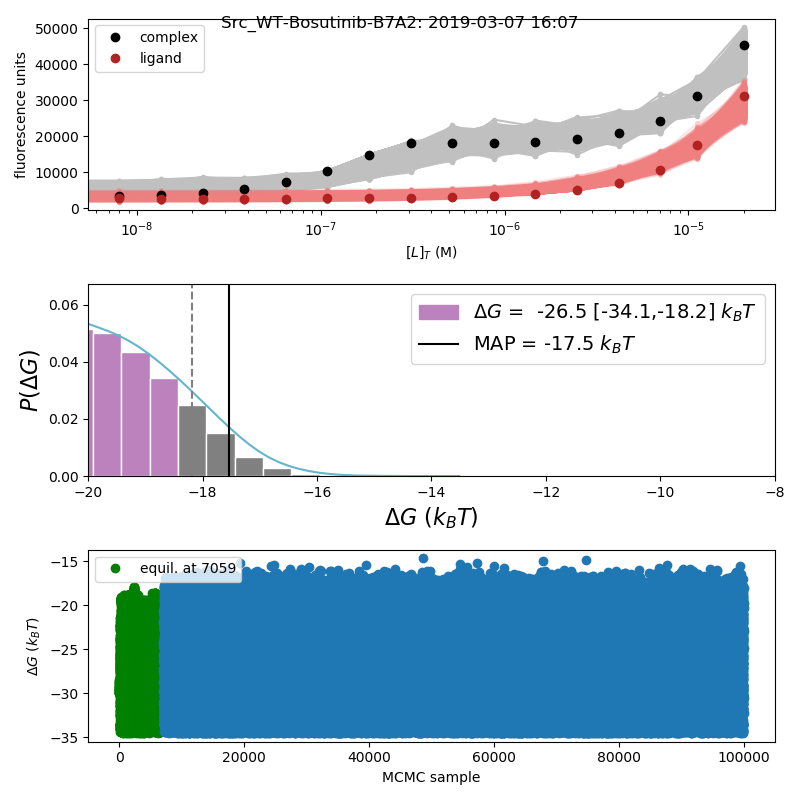 Src_WT-Bosutinib-B7A2: 2019-03-07 16:07
50000
40000
30000
20000
10000
0
fluorescence units
complex
ligand
10⁻⁸
10⁻⁷
10⁻⁶
10⁻⁵
[L]_T (M)
0.06
0.04
0.02
0.00
P(ΔG)
ΔG = -26.5 [-34.1,-18.2] k_BT
MAP = -17.5 k_BT
−20
−18
−16
−14
−12
−10
−8
ΔG (k_BT)
−15
−20
−25
−30
−35
ΔG (k_BT)
equil. at 7059
0
20000
40000
60000
80000
100000
MCMC sample